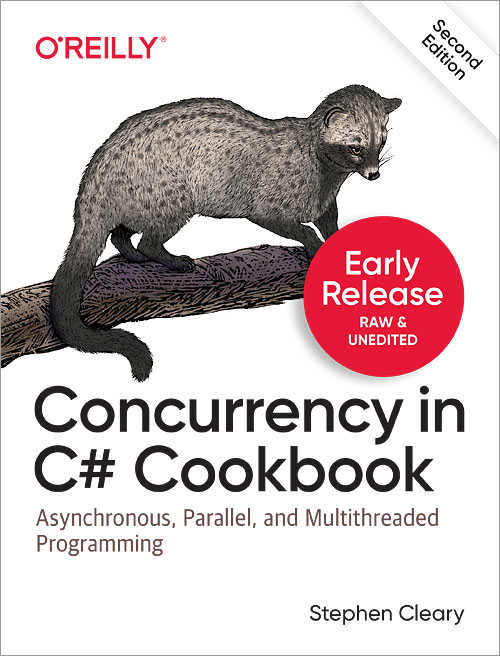 O'REILLY®
Second
Edition
Early
Release
RAW &
UNEDITED
Concurrency in
C# Cookbook
Asynchronous, Parallel, and Multithreaded
Programming
Stephen Cleary